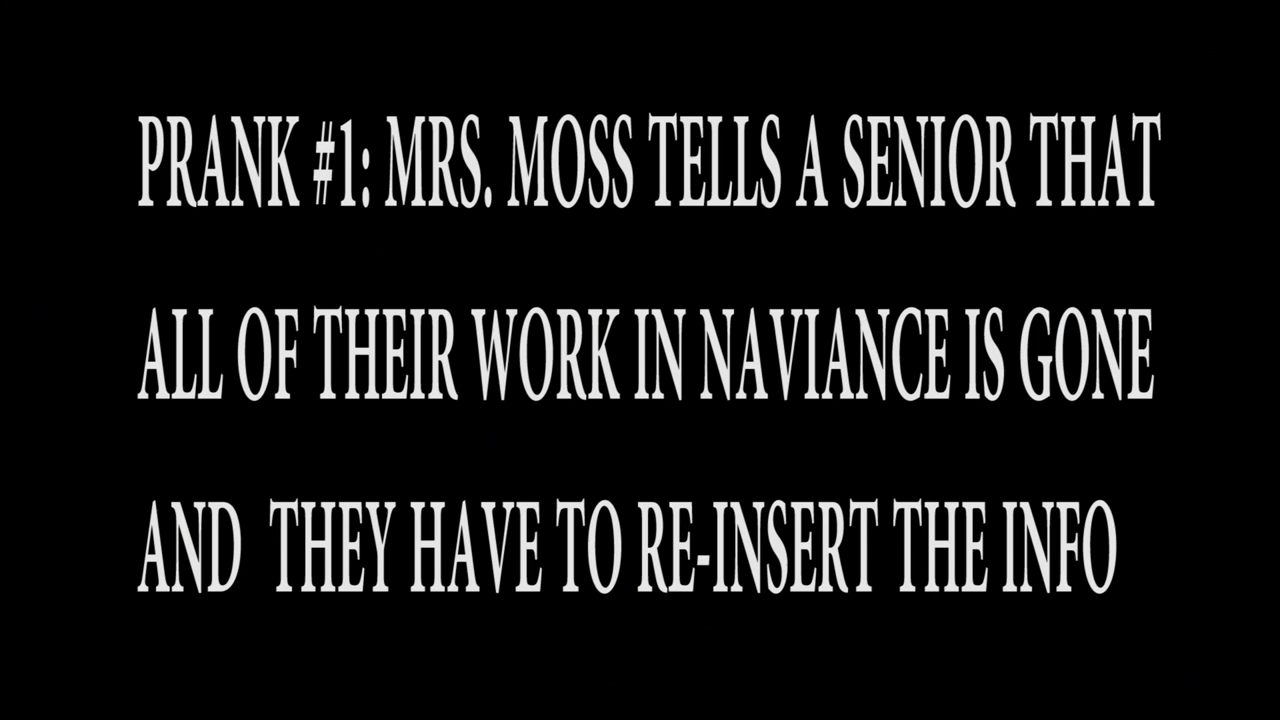 PRANK #1: MRS. MOSS TELLS A SENIOR THAT
ALL OF THEIR WORK IN NAVIANCE IS GONE
AND  THEY HAVE TO RE-INSERT THE INFO